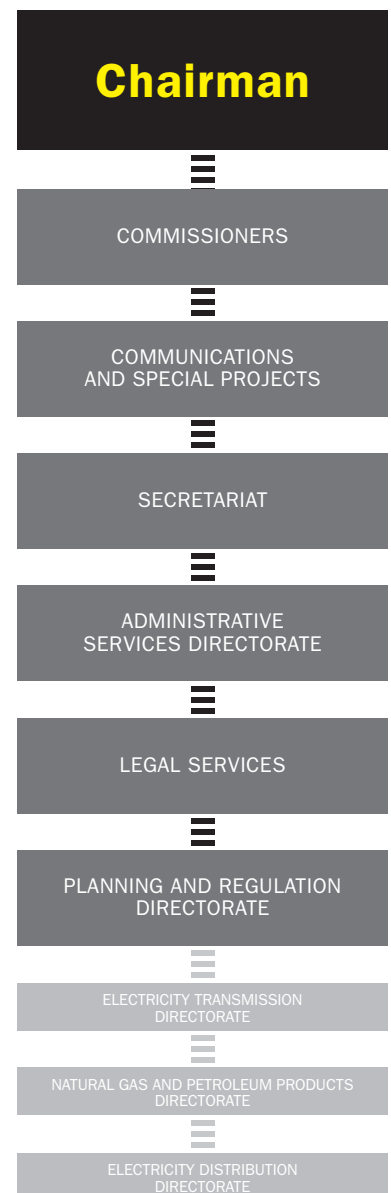 Chairman
COMMISSIONERS
COMMUNICATIONS
AND SPECIAL PROJECTS
SECRETARIAT
ADMINISTRATIVE
SERVICES DIRECTORATE
LEGAL SERVICES
PLANNING AND REGULATION
DIRECTORATE
ELECTRICITY TRANSMISSION
DIRECTORATE
NATURAL GAS AND PETROLEUM PRODUCTS
DIRECTORATE
ELECTRICITY DISTRIBUTION
DIRECTORATE